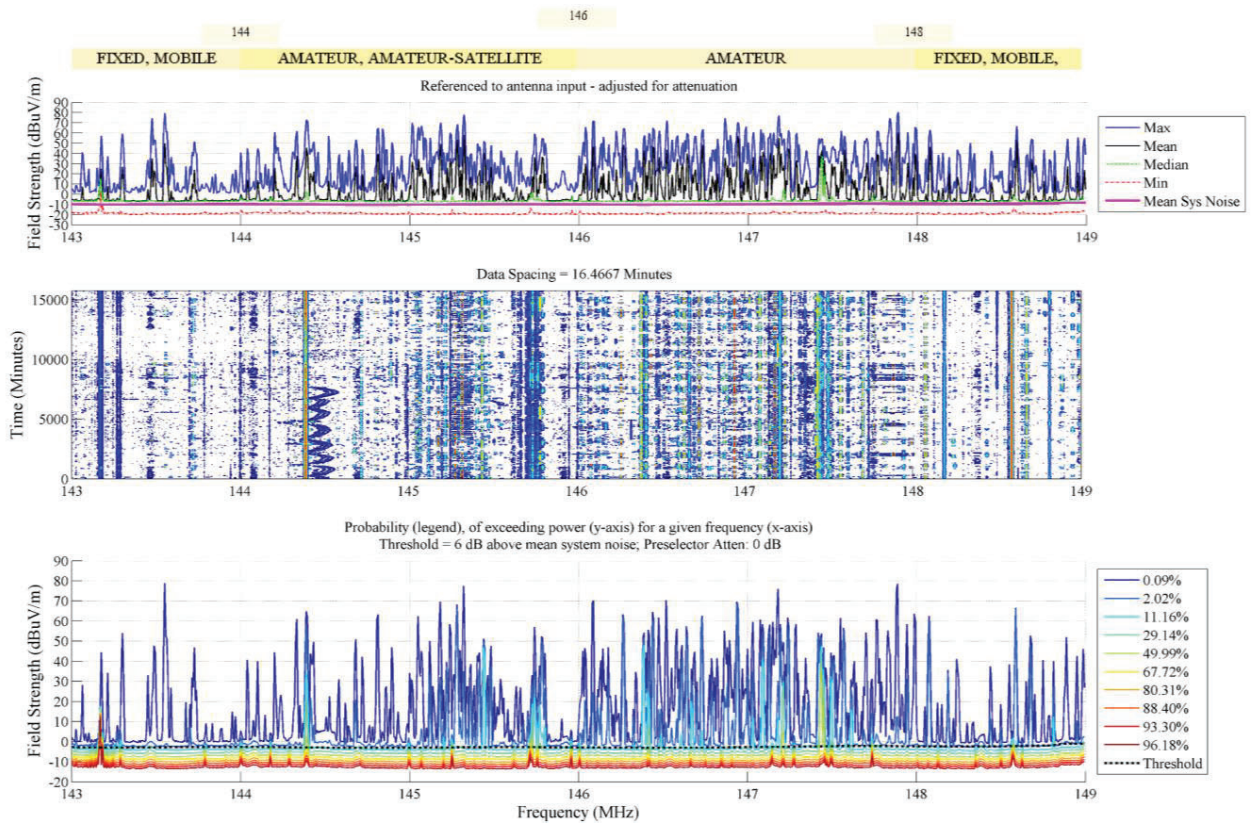 146
144
148
FIXED, MOBILE AMATEUR, AMATEUR-SATELLITE AMATEUR FIXED, MOBILE,
Referenced to antenna input - adjusted for attenuation
Field Strength (dBuV/m)
90
80
70
60
50
40
30
20
10
0
-10
-20
-30
143 144 145 146 147 148 149
Max
Mean
Median
Min
Mean Sys Noise
Data Spacing = 16.4667 Minutes
Time (Minutes)
15000
10000
5000
0
143 144 145 146 147 148 149
Probability (legend), of exceeding power (y-axis) for a given frequency (x-axis)
Threshold = 6 dB above mean system noise; Preselector Atten: 0 dB
Field Strength (dBuV/m)
90
80
70
60
50
40
30
20
10
0
-10
-20
143 144 145 146 147 148 149
Frequency (MHz)
0.09%
2.02%
11.16%
29.14%
49.99%
67.72%
80.31%
88.40%
93.30%
96.18%
Threshold